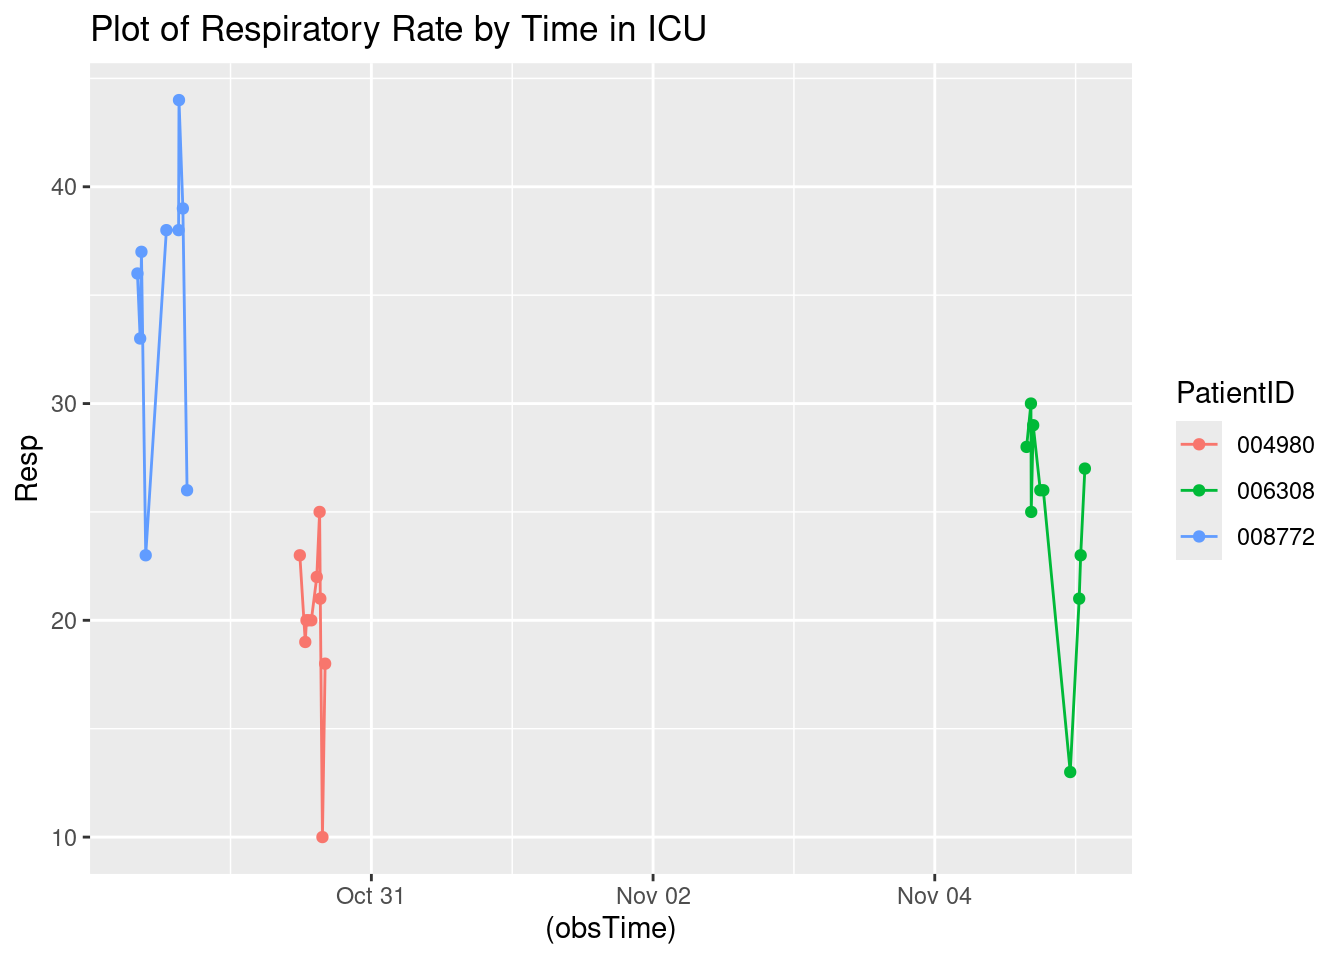 Plot of Respiratory Rate by Time in ICU
Resp
40
30
20
10
Oct 31
Nov 02
Nov 04
(obsTime)
PatientID
004980
006308
008772